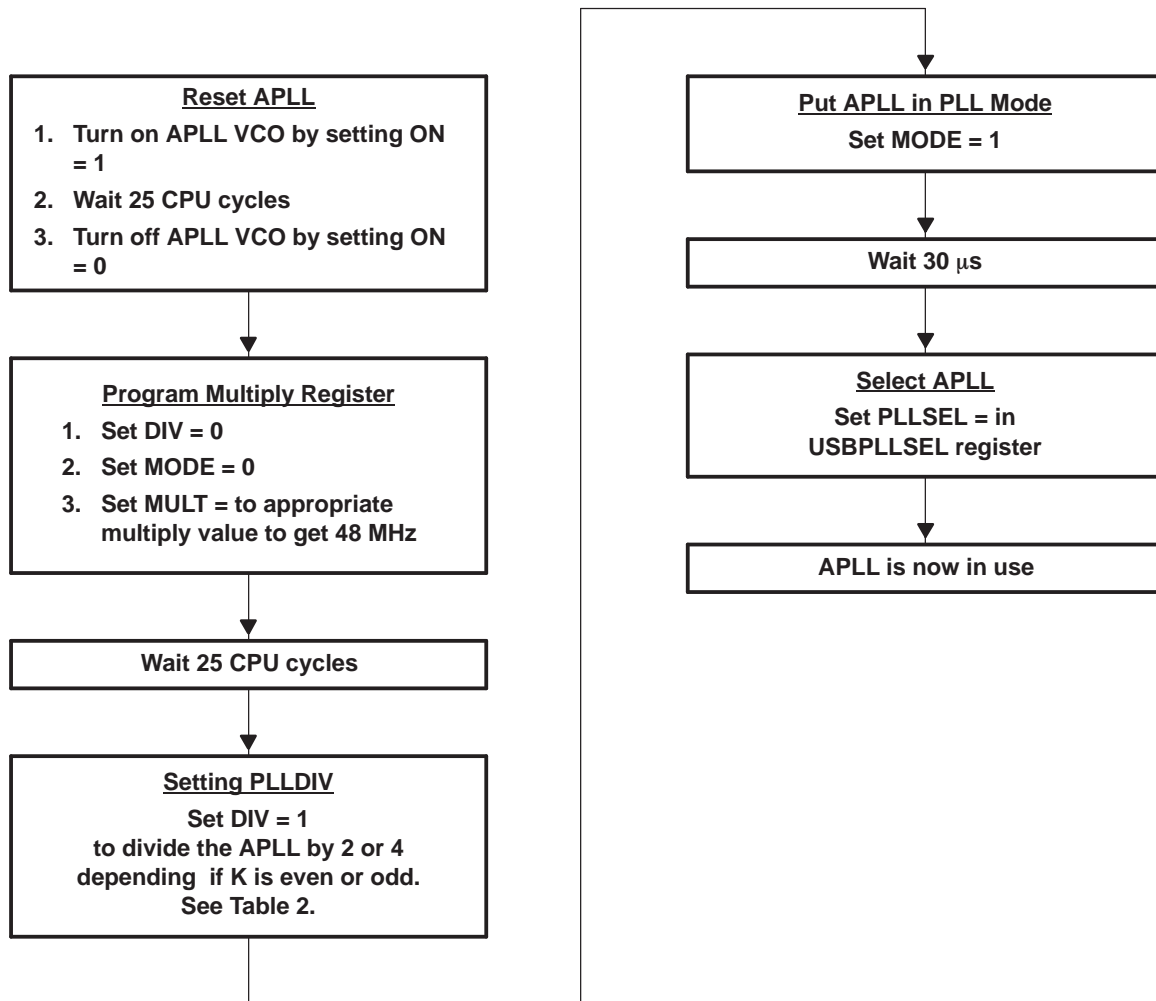 Reset APLL
1. Turn on APLL VCO by setting ON
= 1
2. Wait 25 CPU cycles
3. Turn off APLL VCO by setting ON
= 0
Program Multiply Register
1. Set DIV = 0
2. Set MODE = 0
3. Set MULT = to appropriate
multiply value to get 48 MHz
Wait 25 CPU cycles
Setting PLLDIV
Set DIV = 1
to divide the APLL by 2 or 4
depending if K is even or odd.
See Table 2.
Put APLL in PLL Mode
Set MODE = 1
Wait 30 μs
Select APLL
Set PLLSEL = in
USBPLLSEL register
APLL is now in use